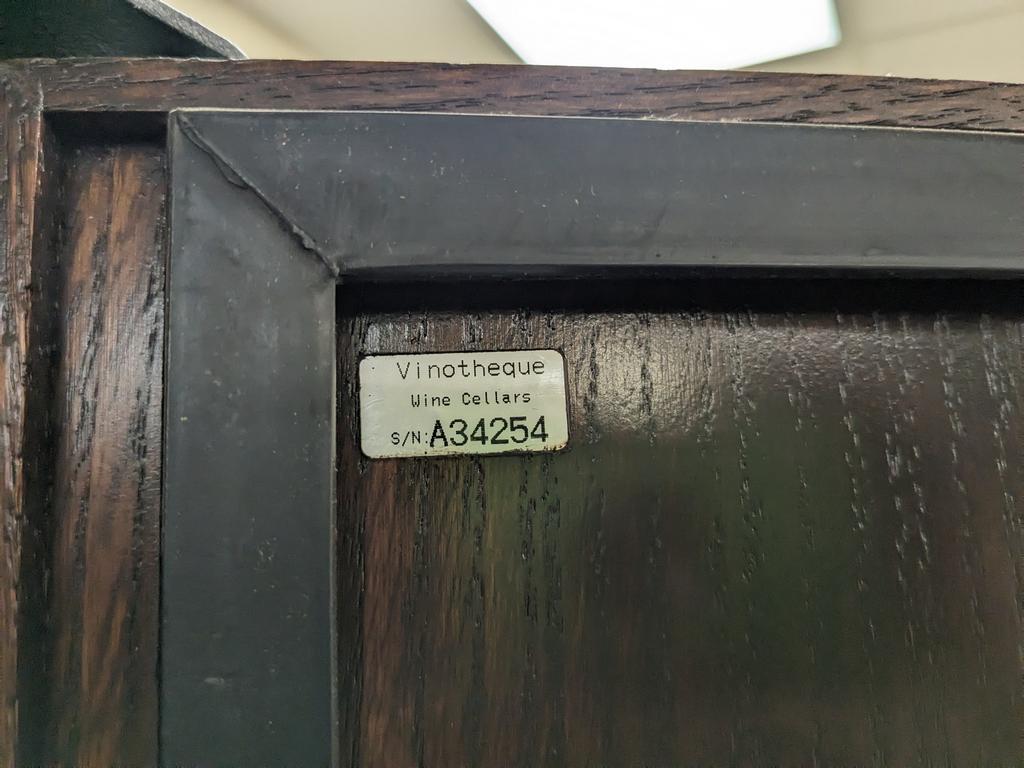 Vinotheque
Wine Cellars
S/N:A34254